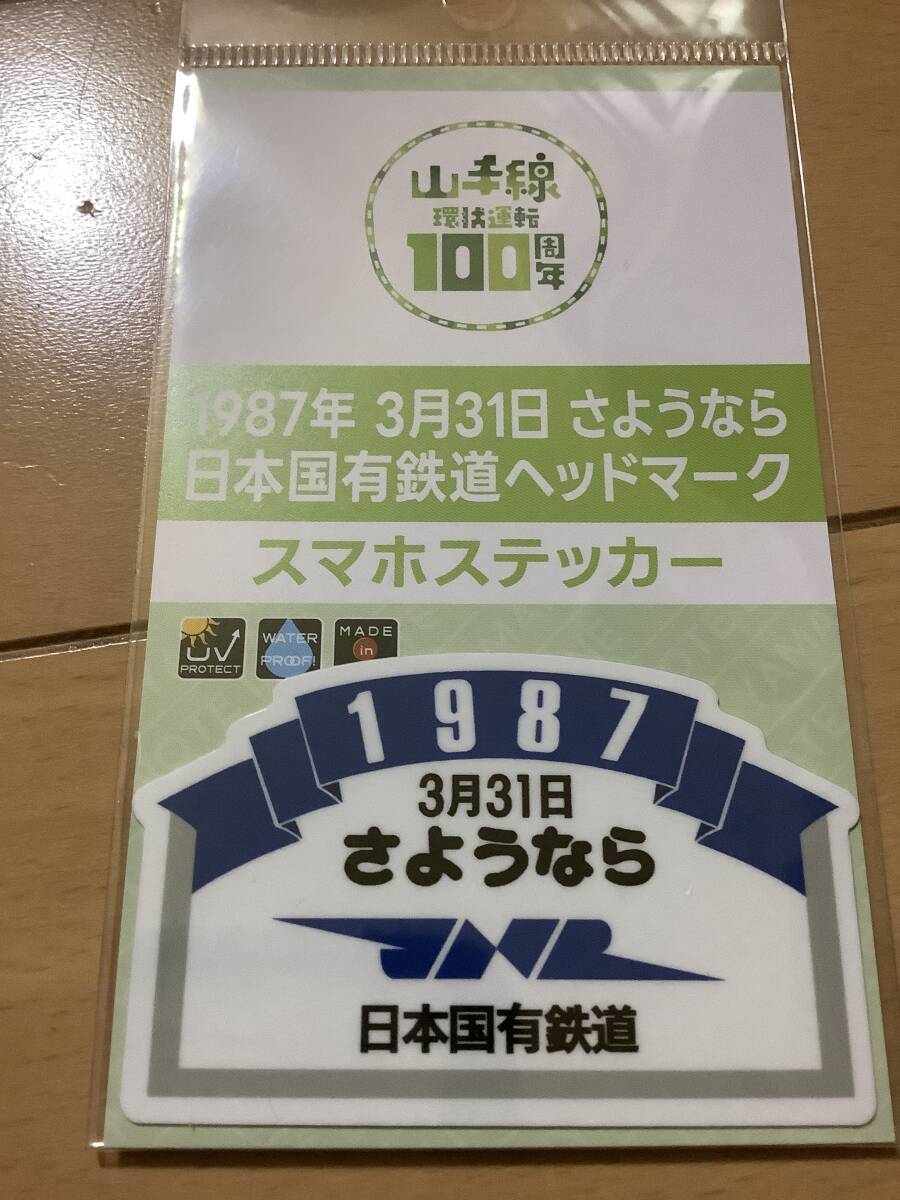 山手線
環状運転
100周年
1987年 3月31日 さようなら
日本国有鉄道ヘッドマーク
スマホステッカー
UV
PROTECT
WATER
PROOF!
MADE
in
1987
3月31日
さようなら
JNR
日本国有鉄道